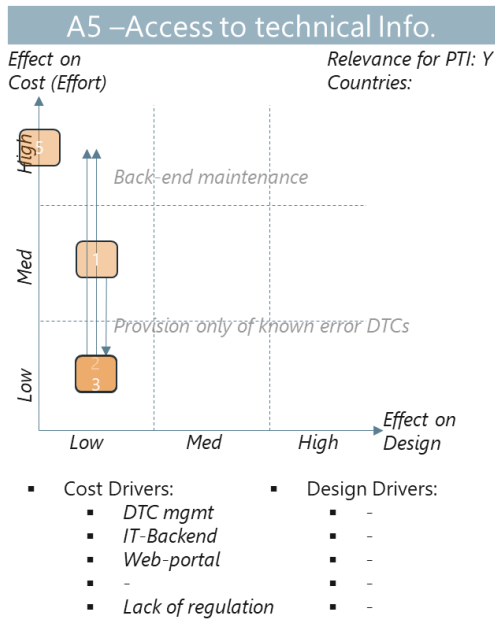 A5 –Access to technical Info.
Effect on
Cost (Effort)
Relevance for PTI: Y
Countries:
High
5
Back-end maintenance
Med
1
Provision only of known error DTCs
Low
2
3
Low
Med
High
Effect on
Design
▪ Cost Drivers:
▪ DTC mgmt
▪ IT-Backend
▪ Web-portal
▪ -
▪ Lack of regulation
▪ Design Drivers:
▪ -
▪ -
▪ -
▪ -
▪ -